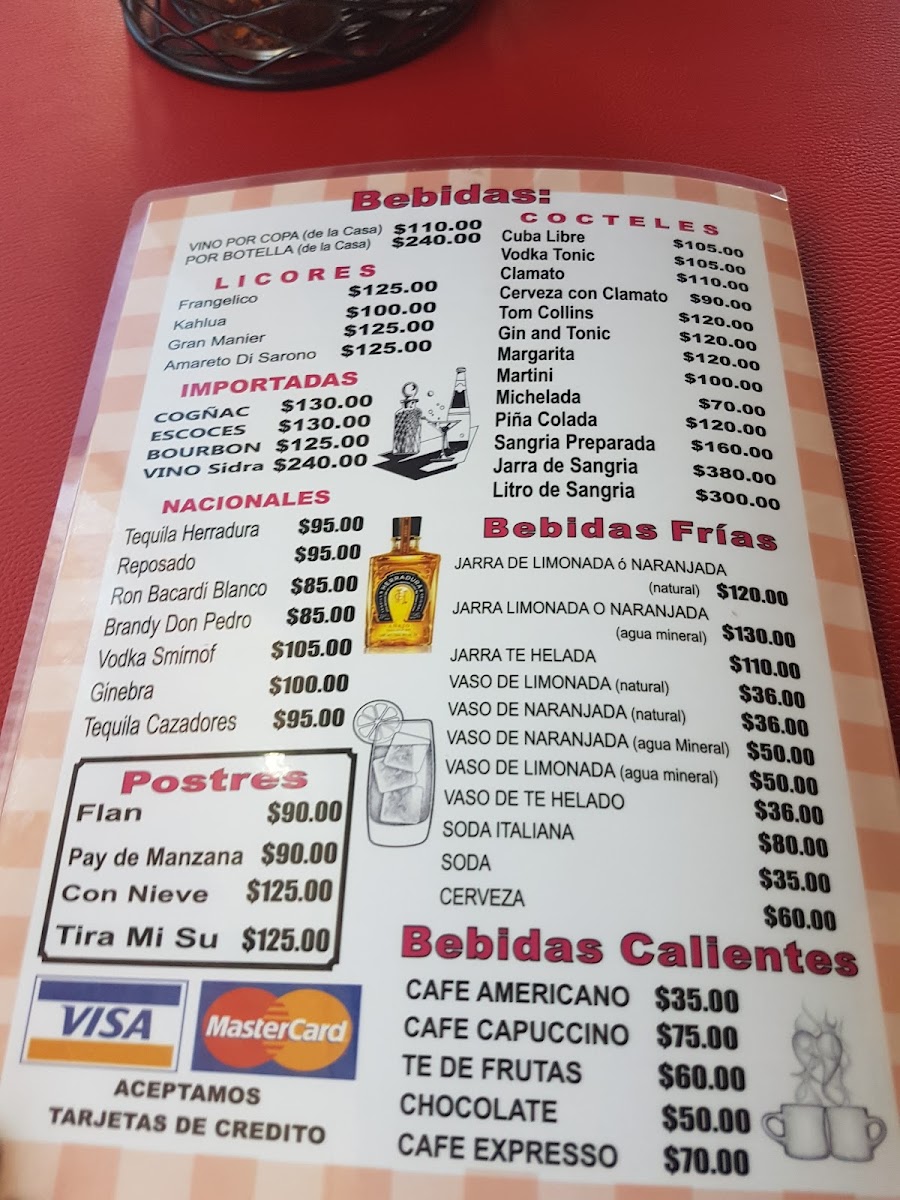 Bebidas:
VINO POR COPA (de la Casa) $110.00
POR BOTELLA (de la Casa) $240.00
LICORES
Frangelico $125.00
Kahlua $100.00
Gran Manier $125.00
Amareto Di Sarono $125.00
IMPORTADAS
COGÑAC $130.00
ESCOCES $130.00
BOURBON $125.00
VINO Sidra $240.00
NACIONALES
Tequila Herradura $95.00
Reposado $95.00
Ron Bacardi Blanco $85.00
Brandy Don Pedro $85.00
Vodka Smirnof $105.00
Ginebra $100.00
Tequila Cazadores $95.00
HERRADURA
Postres
Flan $90.00
Pay de Manzana $90.00
Con Nieve $125.00
Tira Mi Su $125.00
VISA
MasterCard
ACEPTAMOS
TARJETAS DE CREDITO
COCTELES
Cuba Libre $105.00
Vodka Tonic $105.00
Clamato $110.00
Cerveza con Clamato $90.00
Tom Collins $120.00
Gin and Tonic $120.00
Margarita $120.00
Martini $100.00
Michelada $70.00
Piña Colada $120.00
Sangria Preparada $160.00
Jarra de Sangria $380.00
Litro de Sangria $300.00
Bebidas Frías
JARRA DE LIMONADA ó NARANJADA
(natural) $120.00
JARRA LIMONADA O NARANJADA
(agua mineral) $130.00
JARRA TE HELADA $110.00
VASO DE LIMONADA (natural) $36.00
VASO DE NARANJADA (natural) $36.00
VASO DE NARANJADA (agua Mineral) $50.00
VASO DE LIMONADA (agua mineral) $50.00
VASO DE TE HELADO $36.00
SODA ITALIANA $80.00
SODA $35.00
CERVEZA $60.00
Bebidas Calientes
CAFE AMERICANO $35.00
CAFE CAPUCCINO $75.00
TE DE FRUTAS $60.00
CHOCOLATE $50.00
CAFE EXPRESSO $70.00